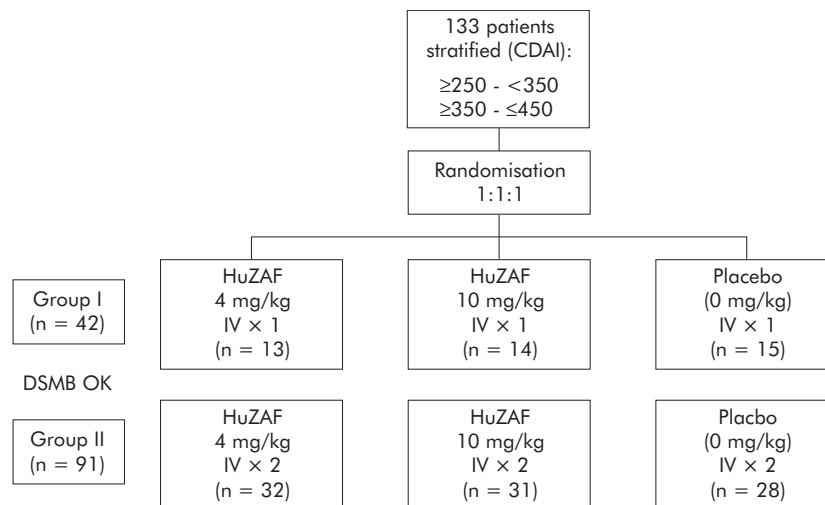 133 patients
stratified (CDAI):
≥250 - <350
≥350 - ≤450
Randomisation
1:1:1
Group I
(n = 42)
HuZAF
4 mg/kg
IV × 1
(n = 13)
HuZAF
10 mg/kg
IV × 1
(n = 14)
Placebo
(0 mg/kg)
IV × 1
(n = 15)
DSMB OK
Group II
(n = 91)
HuZAF
4 mg/kg
IV × 2
(n = 32)
HuZAF
10 mg/kg
IV × 2
(n = 31)
Placbo
(0 mg/kg)
IV × 2
(n = 28)